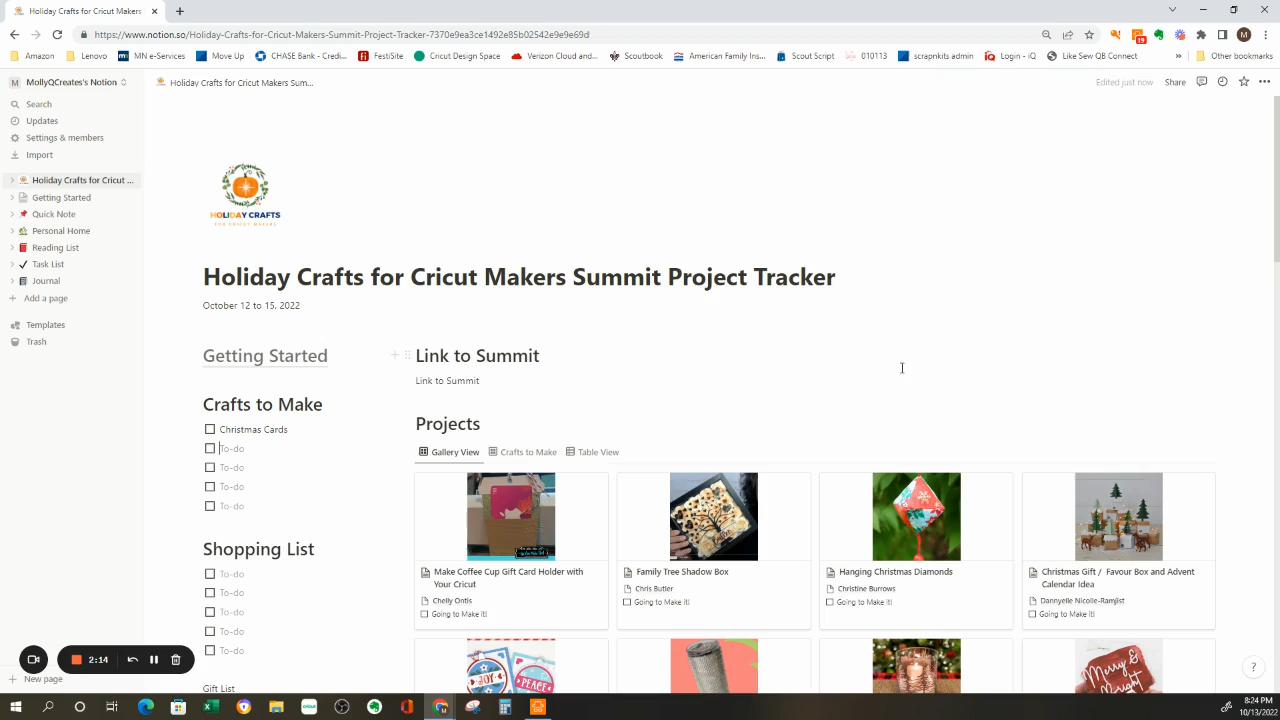 Holiday Crafts for Cricut Makers
https://www.notion.so/Holiday-Crafts-for-Cricut-Makers-Summit-Project-Tracker-7370e9ea3ce1492e85b02542e9e9e69d
19
M
Amazon
Lenovo
MN e-Services
Move Up
CHASE Bank - Credi...
FestiSite
Cricut Design Space
Verizon Cloud and...
Scoutbook
American Family Ins...
Scout Script
010113
scrapnkits admin
Login - iQ
Like Sew QB Connect
»
Other bookmarks
M MollyQCreates's Notion
Holiday Crafts for Cricut Makers Sum...
Edited just now
Share
Search
Updates
Settings & members
Import
Holiday Crafts for Cricut ...
Getting Started
Quick Note
Personal Home
Reading List
Task List
Journal
Add a page
Templates
Trash
New page
HOLIDAY CRAFTS
FOR CRICUT MAKERS
Holiday Crafts for Cricut Makers Summit Project Tracker
October 12 to 15, 2022
Getting Started
Crafts to Make
Christmas Cards
To-do
To-do
To-do
To-do
Shopping List
To-do
To-do
To-do
To-do
To-do
Gift List
Link to Summit
Link to Summit
Projects
Gallery View
Crafts to Make
Table View
Make Coffee Cup Gift Card Holder with
Your Cricut
Chelly Ontis
Going to Make it!
Family Tree Shadow Box
Chris Butler
Going to Make it!
Hanging Christmas Diamonds
Christine Burrows
Going to Make it!
Christmas Gift / Favour Box and Advent
Calendar Idea
Dannyelle Nicolle-Ramjist
Going to Make it!
JOY
PEACE
Merry &
Bright
2:14
?
8:24 PM
10/13/2022